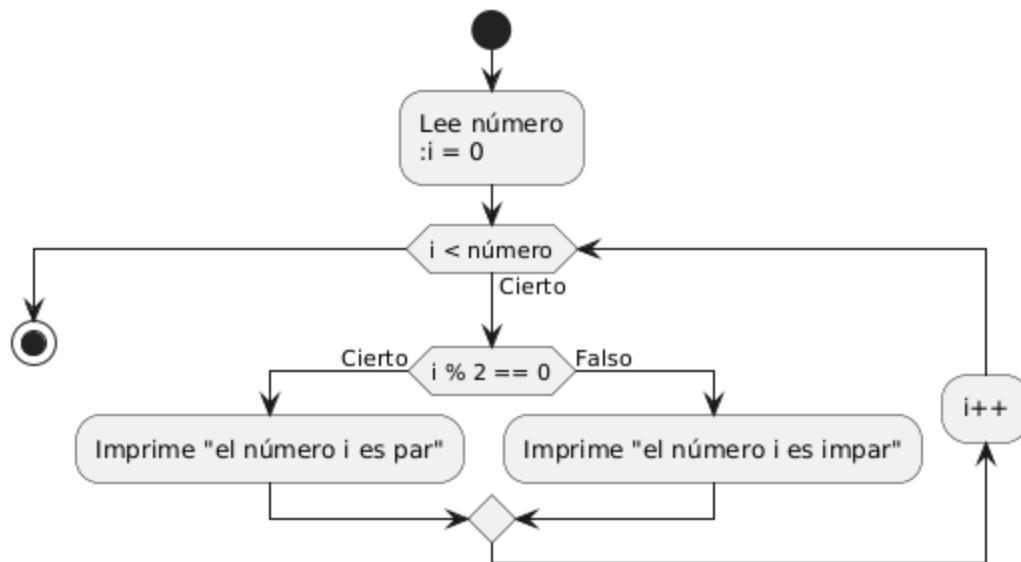 Lee número
:i = 0
i < número
Cierto
Cierto
i % 2 == 0
Falso
Imprime "el número i es par"
Imprime "el número i es impar"
i++